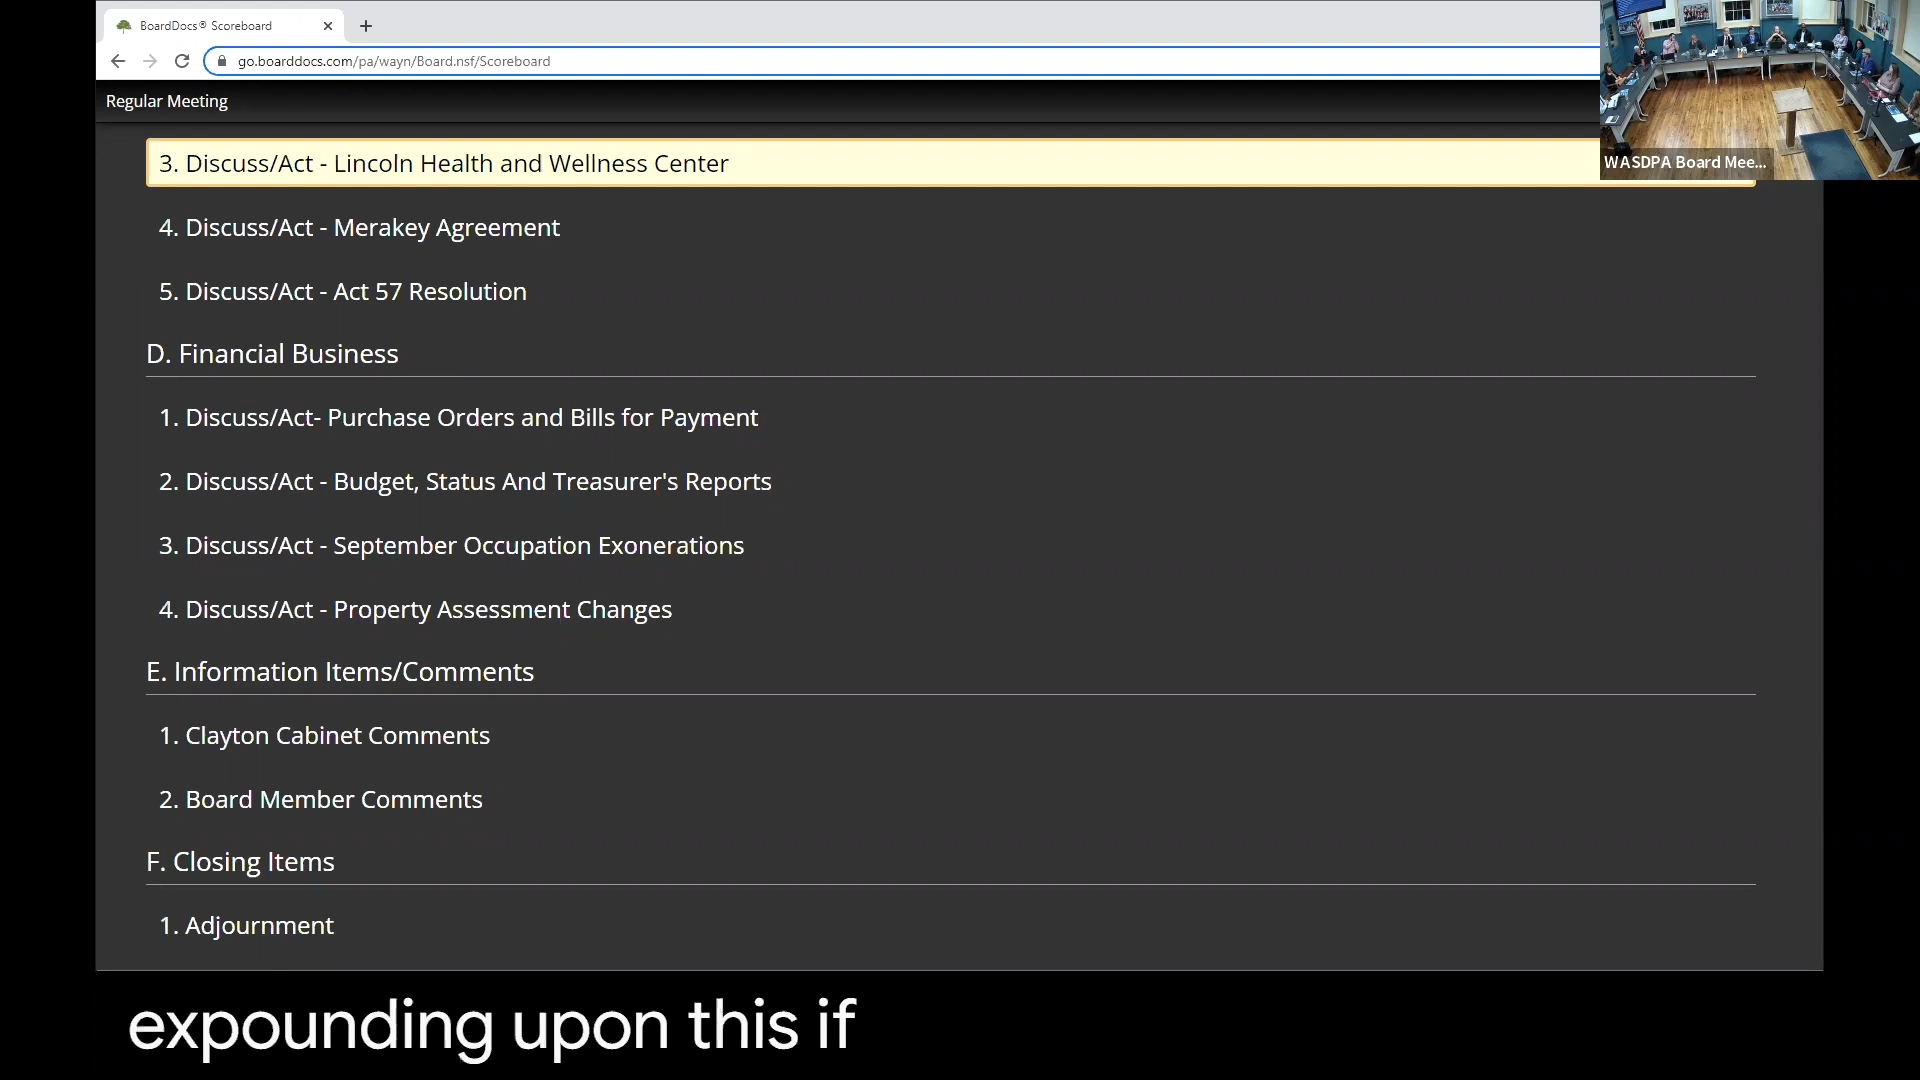 BoardDocs® Scoreboard
go.boarddocs.com/pa/wayn/Board.nsf/Scoreboard
Regular Meeting
WASDPA Board Mee...
3. Discuss/Act - Lincoln Health and Wellness Center
4. Discuss/Act - Merakey Agreement
5. Discuss/Act - Act 57 Resolution
D. Financial Business
1. Discuss/Act- Purchase Orders and Bills for Payment
2. Discuss/Act - Budget, Status And Treasurer's Reports
3. Discuss/Act - September Occupation Exonerations
4. Discuss/Act - Property Assessment Changes
E. Information Items/Comments
1. Clayton Cabinet Comments
2. Board Member Comments
F. Closing Items
1. Adjournment
expounding upon this if